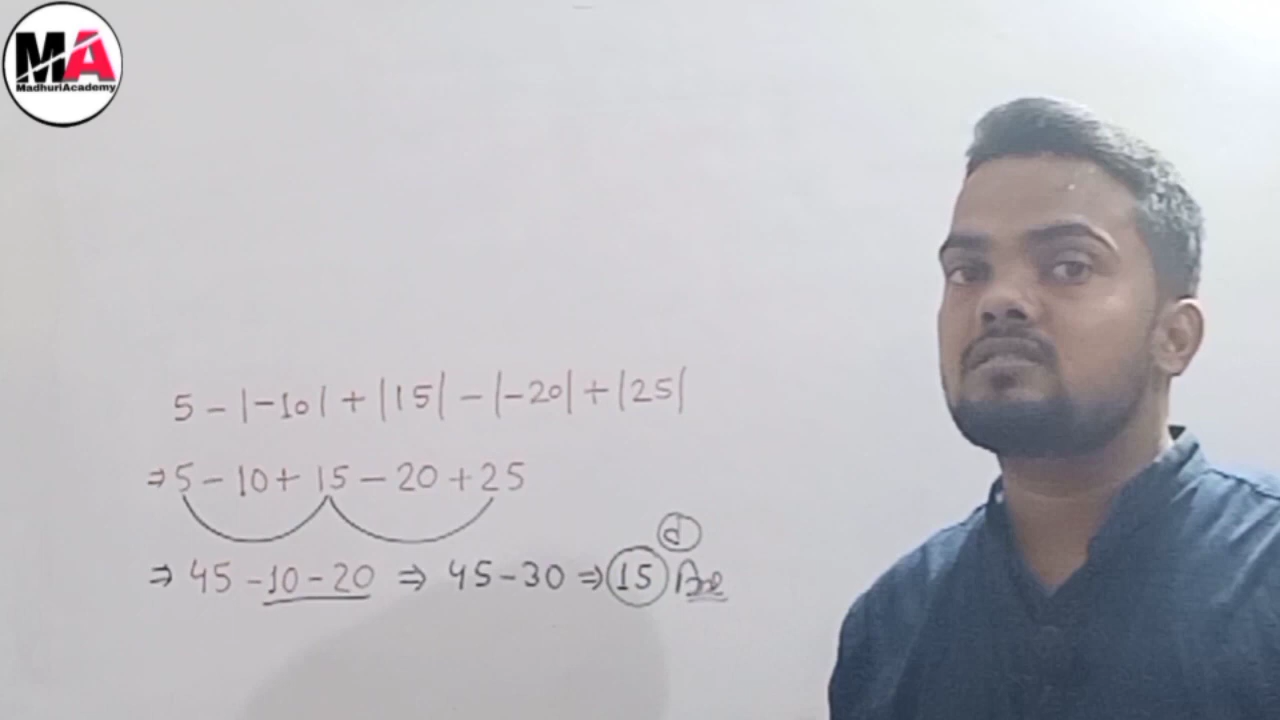 MA
MadhuriAcademy
5 - |-10| + |15| - |-20| + |25|
⇒ 5 - 10 + 15 - 20 + 25
(d)
⇒ 45 - 10 - 20 ⇒ 45 - 30 ⇒ 15 Ans